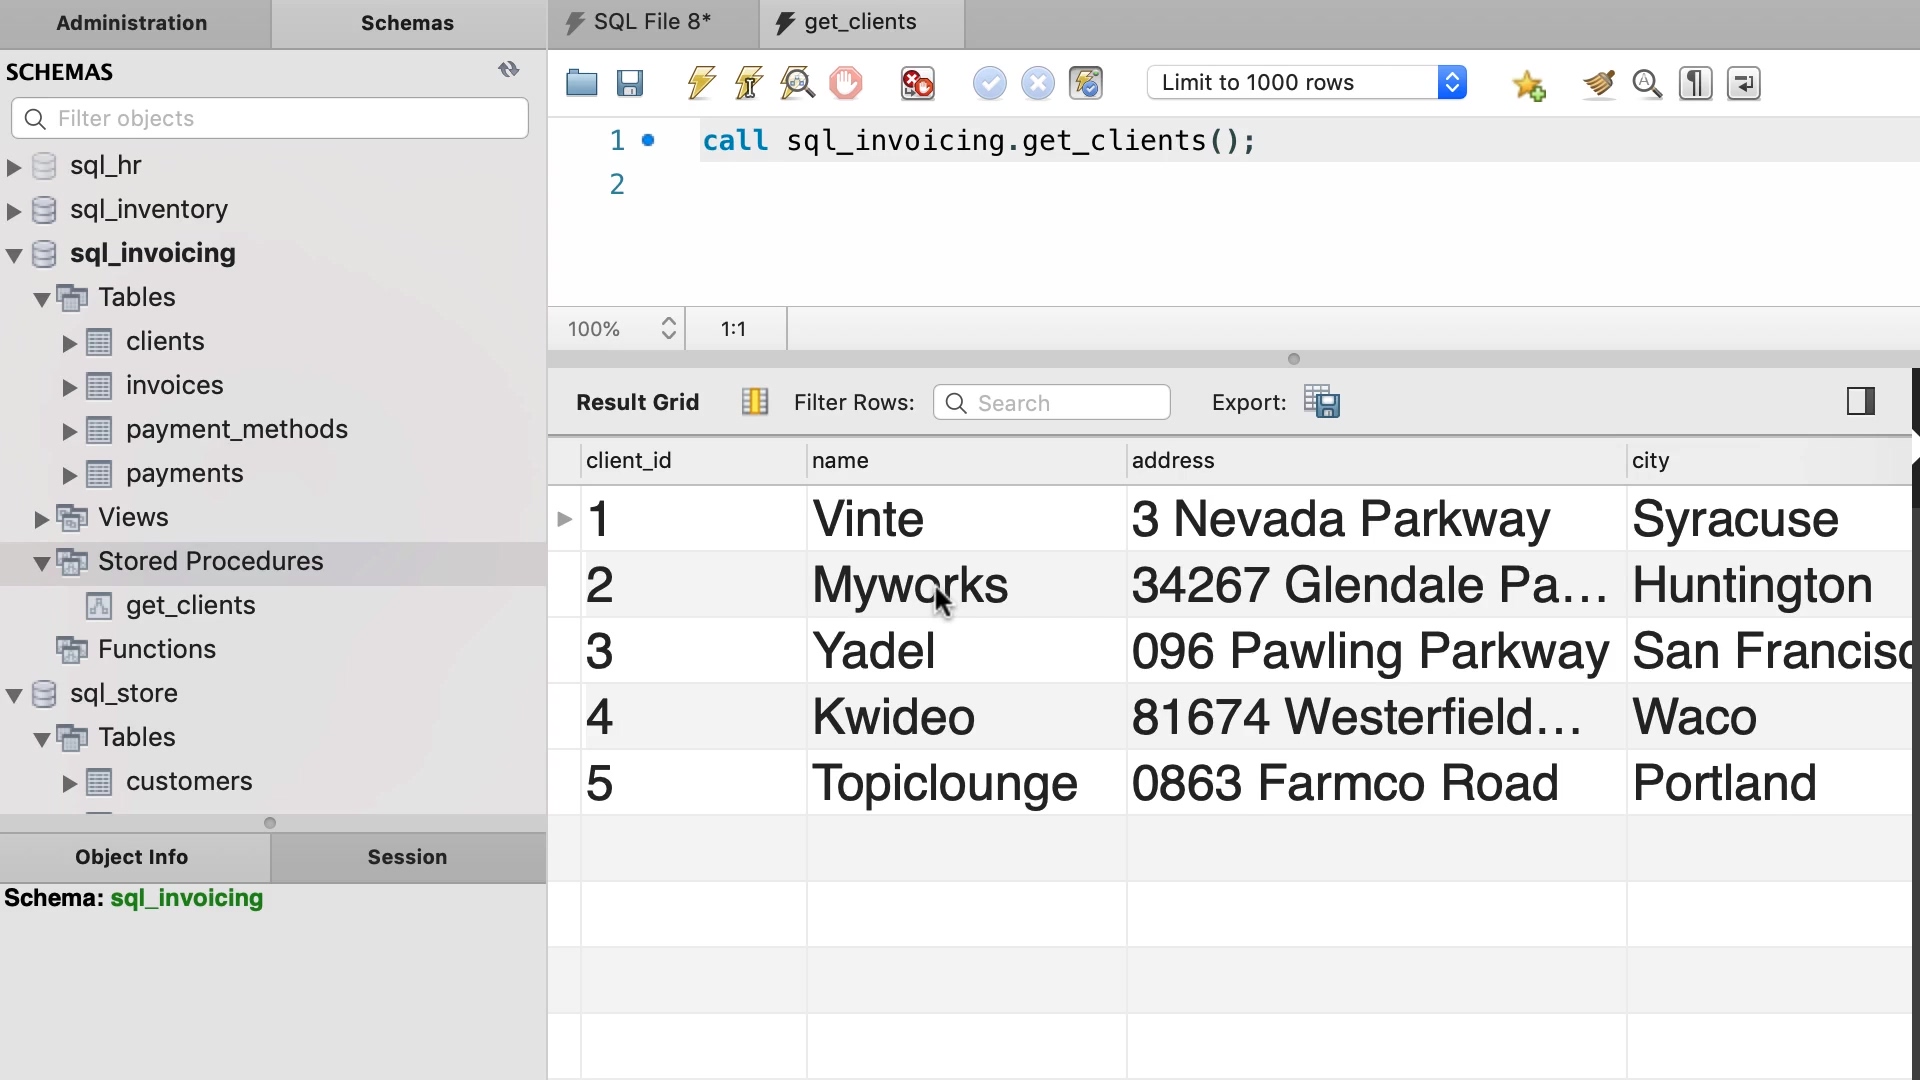 Administration
Schemas
SCHEMAS
Filter objects
sql_hr
sql_inventory
sql_invoicing
Tables
clients
invoices
payment_methods
payments
Views
Stored Procedures
get_clients
Functions
sql_store
Tables
customers
Object Info
Session
Schema: sql_invoicing
SQL File 8*
get_clients
Limit to 1000 rows
1 call sql_invoicing.get_clients();
2
100%
1:1
Result Grid
Filter Rows:
Search
Export:
client_id name address city
1 Vinte 3 Nevada Parkway Syracuse
2 Myworks 34267 Glendale Pa... Huntington
3 Yadel 096 Pawling Parkway San Francisc
4 Kwideo 81674 Westerfield... Waco
5 Topiclounge 0863 Farmco Road Portland